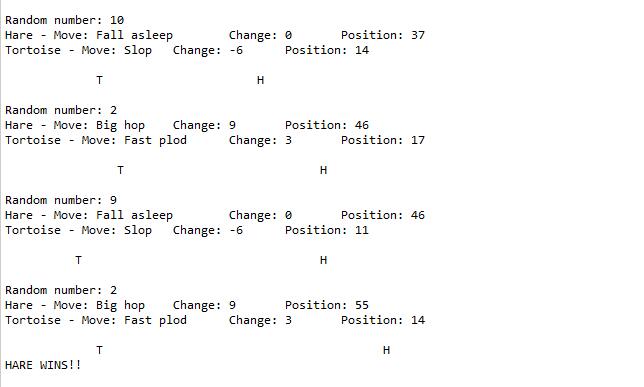 Random number: 10
Hare - Move: Fall asleep        Change: 0       Position: 37
Tortoise - Move: Slop   Change: -6      Position: 14
             T                      H
Random number: 2
Hare - Move: Big hop    Change: 9       Position: 46
Tortoise - Move: Fast plod      Change: 3       Position: 17
                T                            H
Random number: 9
Hare - Move: Fall asleep        Change: 0       Position: 46
Tortoise - Move: Slop   Change: -6      Position: 11
          T                                  H
Random number: 2
Hare - Move: Big hop    Change: 9       Position: 55
Tortoise - Move: Fast plod      Change: 3       Position: 14
             T                                        H
HARE WINS!!